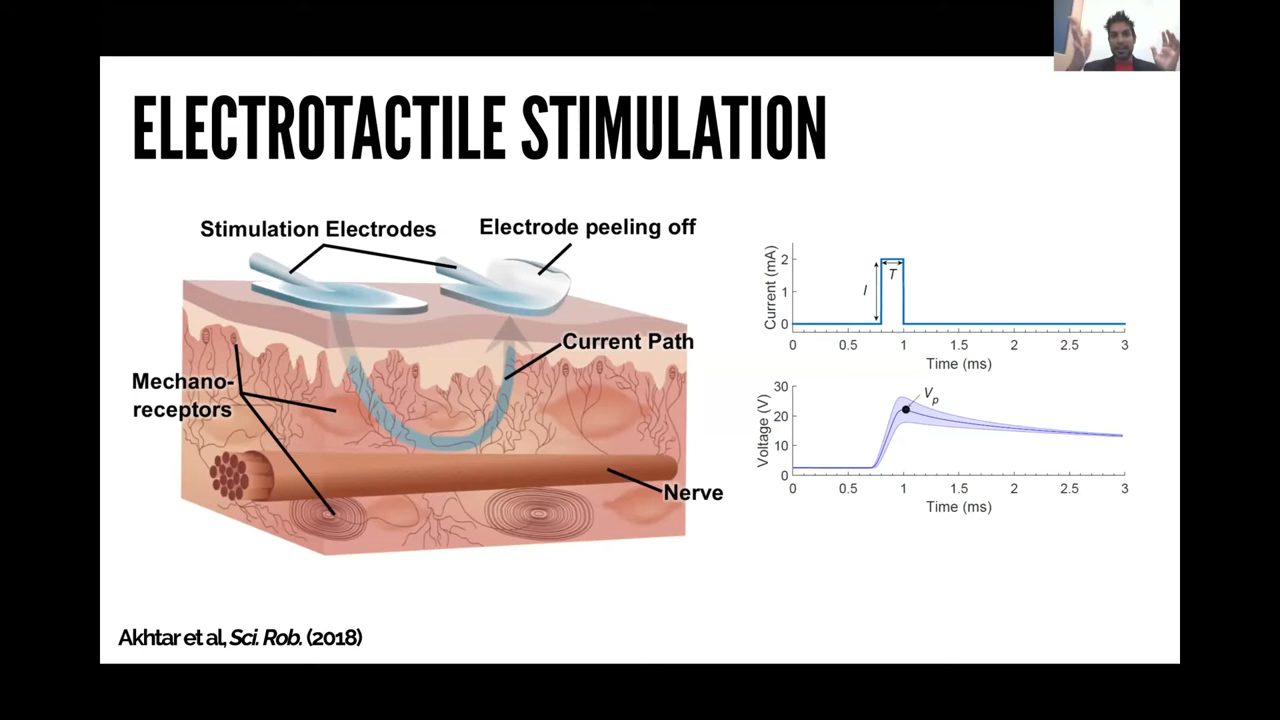 ELECTROTACTILE STIMULATION
Stimulation Electrodes
Electrode peeling off
Current Path
Mechano-
receptors
Nerve
Current (mA)
2
1
0
I
T
0 0.5 1 1.5 2 2.5 3
Time (ms)
Voltage (V)
30
20
10
0
Vp
0 0.5 1 1.5 2 2.5 3
Time (ms)
Akhtar et al, Sci. Rob. (2018)